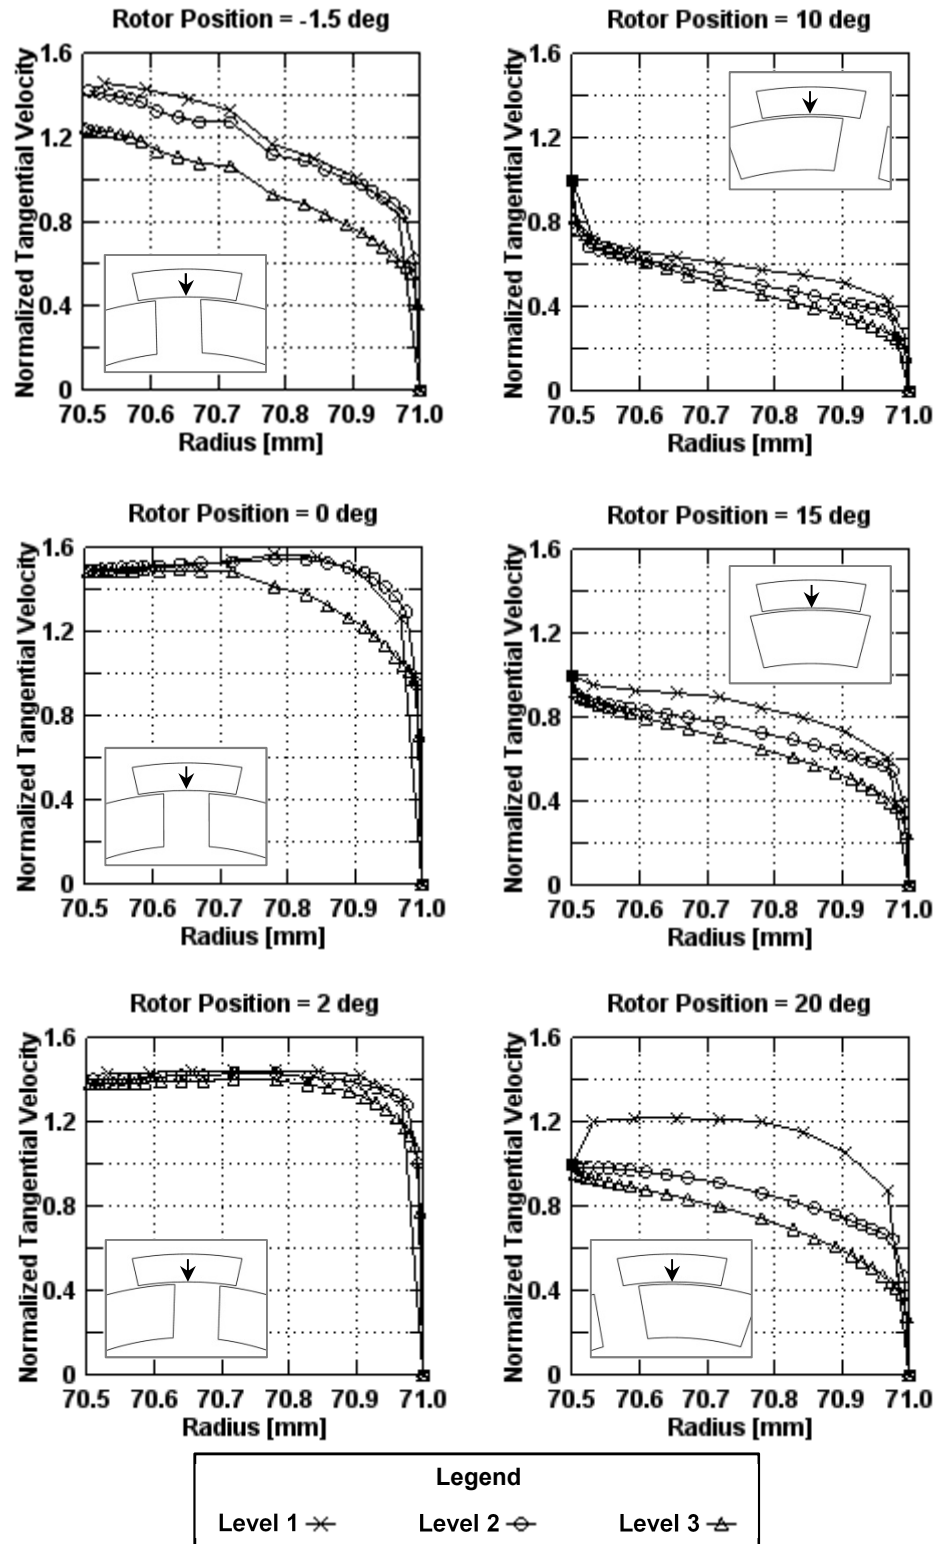 Rotor Position = -1.5 deg
Normalized Tangential Velocity
1.6
1.2
0.8
0.4
0
70.5 70.6 70.7 70.8 70.9 71.0
Radius [mm]
Rotor Position = 10 deg
Normalized Tangential Velocity
1.6
1.2
0.8
0.4
0
70.5 70.6 70.7 70.8 70.9 71.0
Radius [mm]
Rotor Position = 0 deg
Normalized Tangential Velocity
1.6
1.2
0.8
0.4
0
70.5 70.6 70.7 70.8 70.9 71.0
Radius [mm]
Rotor Position = 15 deg
Normalized Tangential Velocity
1.6
1.2
0.8
0.4
0
70.5 70.6 70.7 70.8 70.9 71.0
Radius [mm]
Rotor Position = 2 deg
Normalized Tangential Velocity
1.6
1.2
0.8
0.4
0
70.5 70.6 70.7 70.8 70.9 71.0
Radius [mm]
Rotor Position = 20 deg
Normalized Tangential Velocity
1.6
1.2
0.8
0.4
0
70.5 70.6 70.7 70.8 70.9 71.0
Radius [mm]
Legend
Level 1 Level 2 Level 3